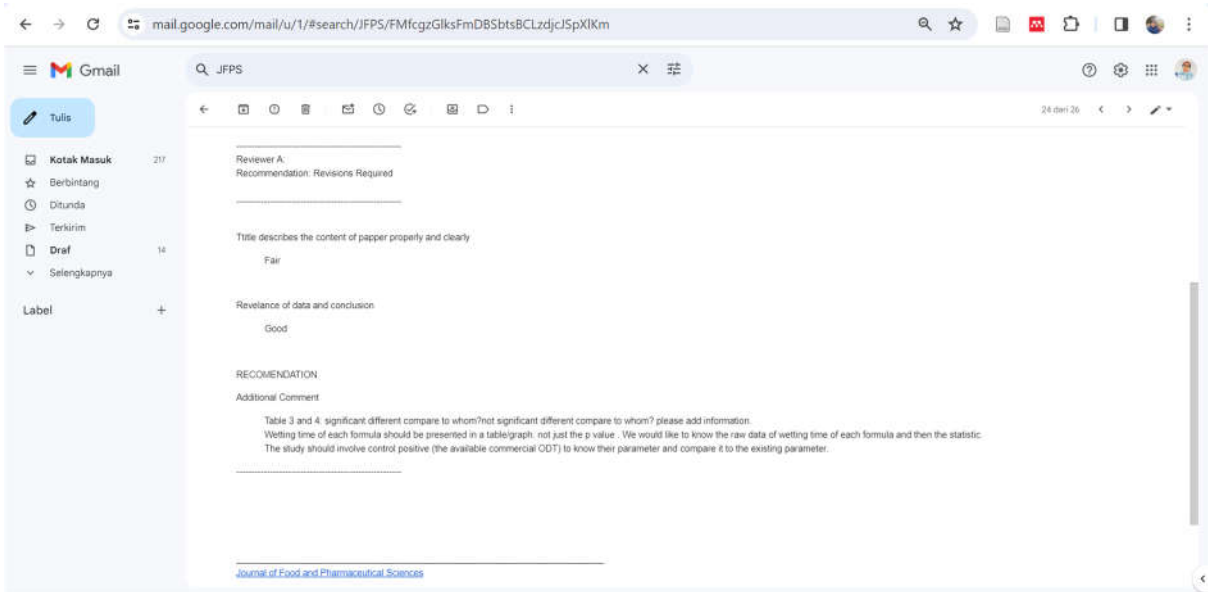 mail.google.com/mail/u/1/#search/JFPS/FMfcgzGlksFmDBSbtsBCLzdjcJSpXlKm
Gmail
JFPS
Tulis
24 dari 26
Kotak Masuk 217
Berbintang
Ditunda
Terkirim
Draf 14
Selengkapnya
Label
Reviewer A:
Recommendation: Revisions Required
Ttitle describes the content of papper properly and clearly
Fair
Revelance of data and conclusion
Good
RECOMENDATION
Additional Comment
Table 3 and 4: significant different compare to whom?not significant different compare to whom? please add information.
Wetting time of each formula should be presented in a table/graph. not just the p value . We would like to know the raw data of wetting time of each formula and then the statistic.
The study should involve control positive (the available commercial ODT) to know their parameter and compare it to the existing parameter.
Journal of Food and Pharmaceutical Sciences